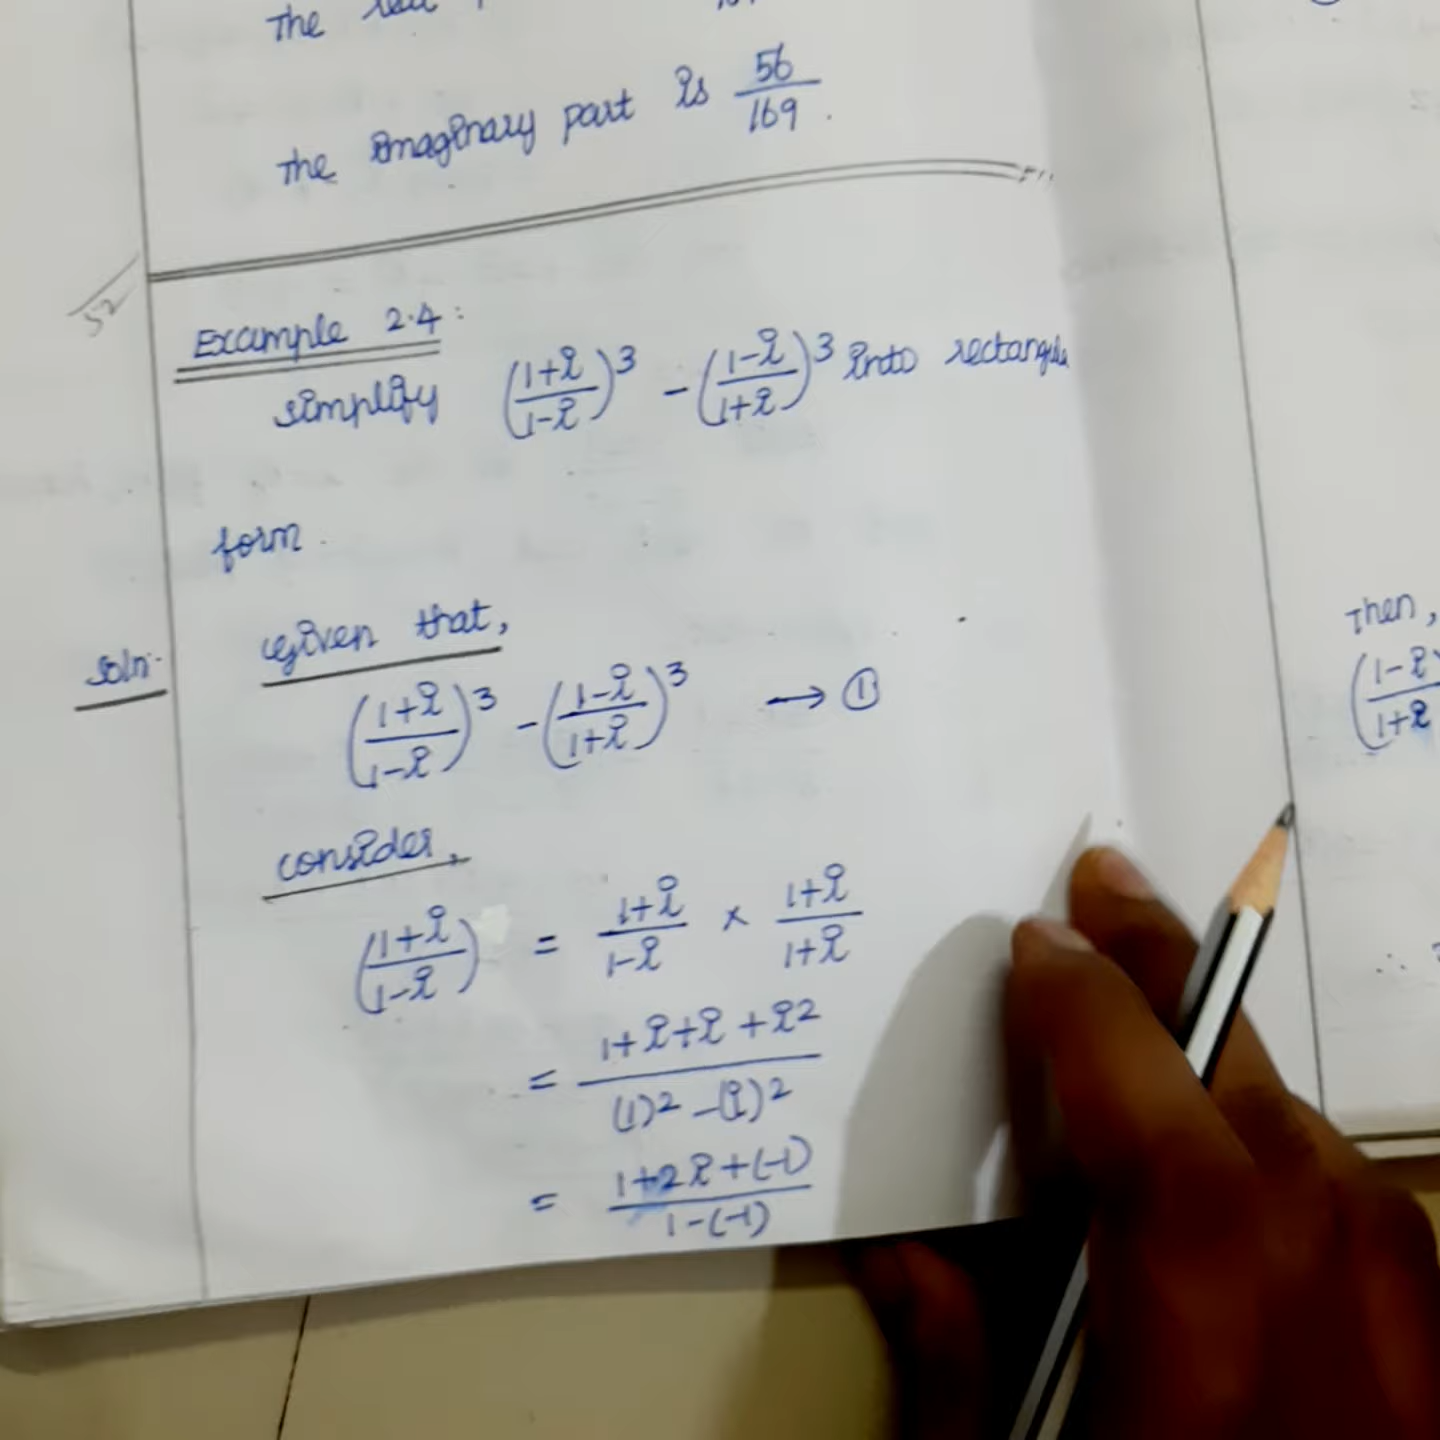 The
The imaginary part is 56/169.
52
Example 2.4:
Simplify ((1+i)/(1-i))^3 - ((1-i)/(1+i))^3 into rectangular
form.
Soln:
Given that,
((1+i)/(1-i))^3 - ((1-i)/(1+i))^3 → ①
consider,
((1+i)/(1-i)) = (1+i)/(1-i) × (1+i)/(1+i)
= (1+i+i+i^2)/((1)^2-(i)^2)
= (1+2i+(-1))/(1-(-1))
Then,
(1-i)/(1+i)
∴